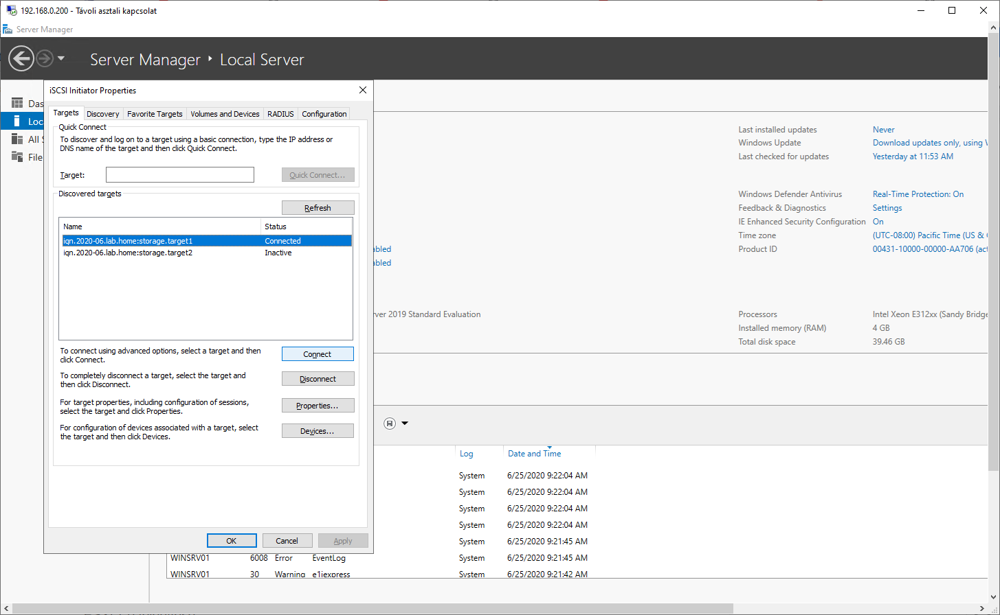 192.168.0.200 - Távoli asztali kapcsolat
Server Manager
Server Manager • Local Server
iSCSI Initiator Properties
Targets Discovery Favorite Targets Volumes and Devices RADIUS Configuration
Quick Connect
To discover and log on to a target using a basic connection, type the IP address or
DNS name of the target and then click Quick Connect.
Target: Quick Connect...
Discovered targets
Refresh
Name Status
iqn.2020-06.lab.home:storage.target1 Connected
iqn.2020-06.lab.home:storage.target2 Inactive
To connect using advanced options, select a target and then
click Connect.
Connect
To completely disconnect a target, select the target and
then click Disconnect.
Disconnect
For target properties, including configuration of sessions,
select the target and click Properties.
Properties...
For configuration of devices associated with a target, select
the target and then click Devices.
Devices...
OK Cancel Apply
Das
Loca
All S
File
Last installed updates Never
Windows Update Download updates only, using
Last checked for updates Yesterday at 11:53 AM
Windows Defender Antivirus Real-Time Protection: On
Feedback & Diagnostics Settings
IE Enhanced Security Configuration On
Time zone (UTC-08:00) Pacific Time (US &
Product ID 00431-10000-00000-AA706 (act
abled
abled
rver 2019 Standard Evaluation
Processors Intel Xeon E312xx (Sandy Bridge
Installed memory (RAM) 4 GB
Total disk space 39.46 GB
Log Date and Time
System 6/25/2020 9:22:04 AM
System 6/25/2020 9:22:04 AM
System 6/25/2020 9:22:04 AM
System 6/25/2020 9:22:04 AM
System 6/25/2020 9:21:45 AM
WINSRV01 6008 Error EventLog System 6/25/2020 9:21:45 AM
WINSRV01 30 Warning e1iexpress System 6/25/2020 9:21:42 AM